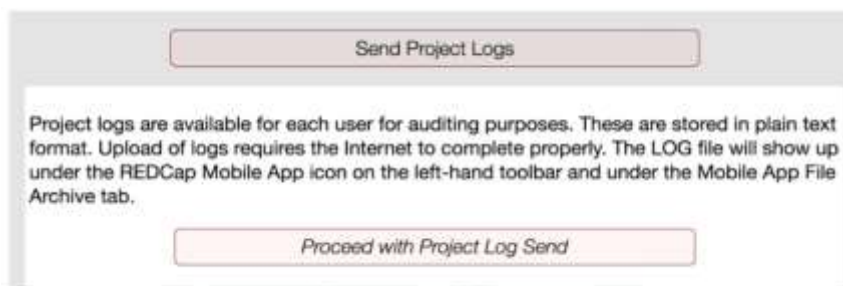 Send Project Logs
Project logs are available for each user for auditing purposes. These are stored in plain text
format. Upload of logs requires the Internet to complete properly. The LOG file will show up
under the REDCap Mobile App icon on the left-hand toolbar and under the Mobile App File
Archive tab.
Proceed with Project Log Send